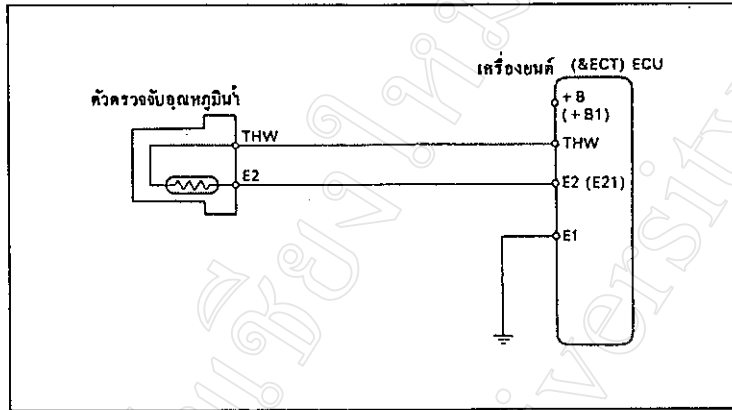 เครื่องยนต์ (&ECT) ECU
ตัวตรวจจับอุณหภูมิน้ำ
+B
(+B1)
THW
THW
E2
E2 (E21)
E1